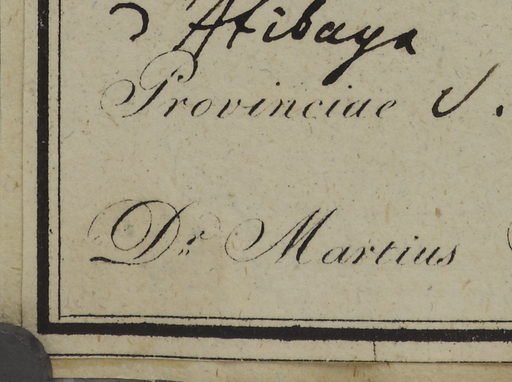 Atibaya
Provinciae S.
Dr. Martius